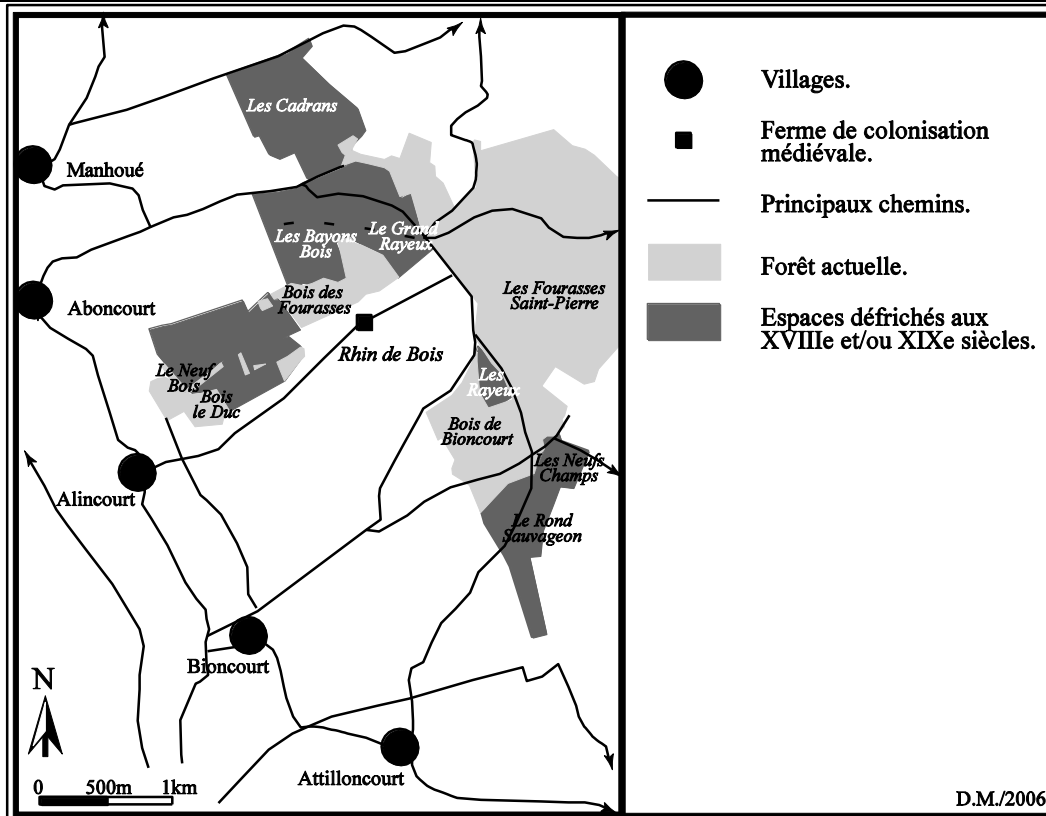 Les Cadrans
Manhoué
Les Bayons
Bois
Le Grand
Rayeux
Aboncourt
Bois des
Fourasses
Les Fourasses
Saint-Pierre
Rhin de Bois
Le Neuf
Bois
Bois
le Duc
Les
Rayeux
Bois de
Bioncourt
Alincourt
Les Neufs
Champs
Le Rond
Sauvageon
Bioncourt
Attilloncourt
N
0 500m 1km
Villages.
Ferme de colonisation
médiévale.
Principaux chemins.
Forêt actuelle.
Espaces défrichés aux
XVIIIe et/ou XIXe siècles.
D.M./2006